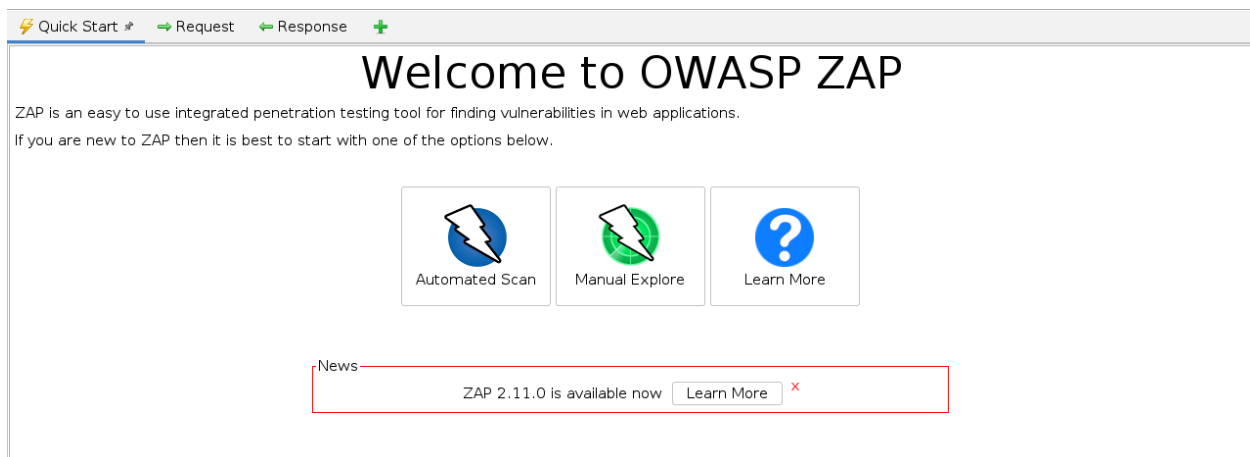 Quick Start Request Response
Welcome to OWASP ZAP
ZAP is an easy to use integrated penetration testing tool for finding vulnerabilities in web applications.
If you are new to ZAP then it is best to start with one of the options below.
Automated Scan Manual Explore Learn More
News
ZAP 2.11.0 is available now Learn More x